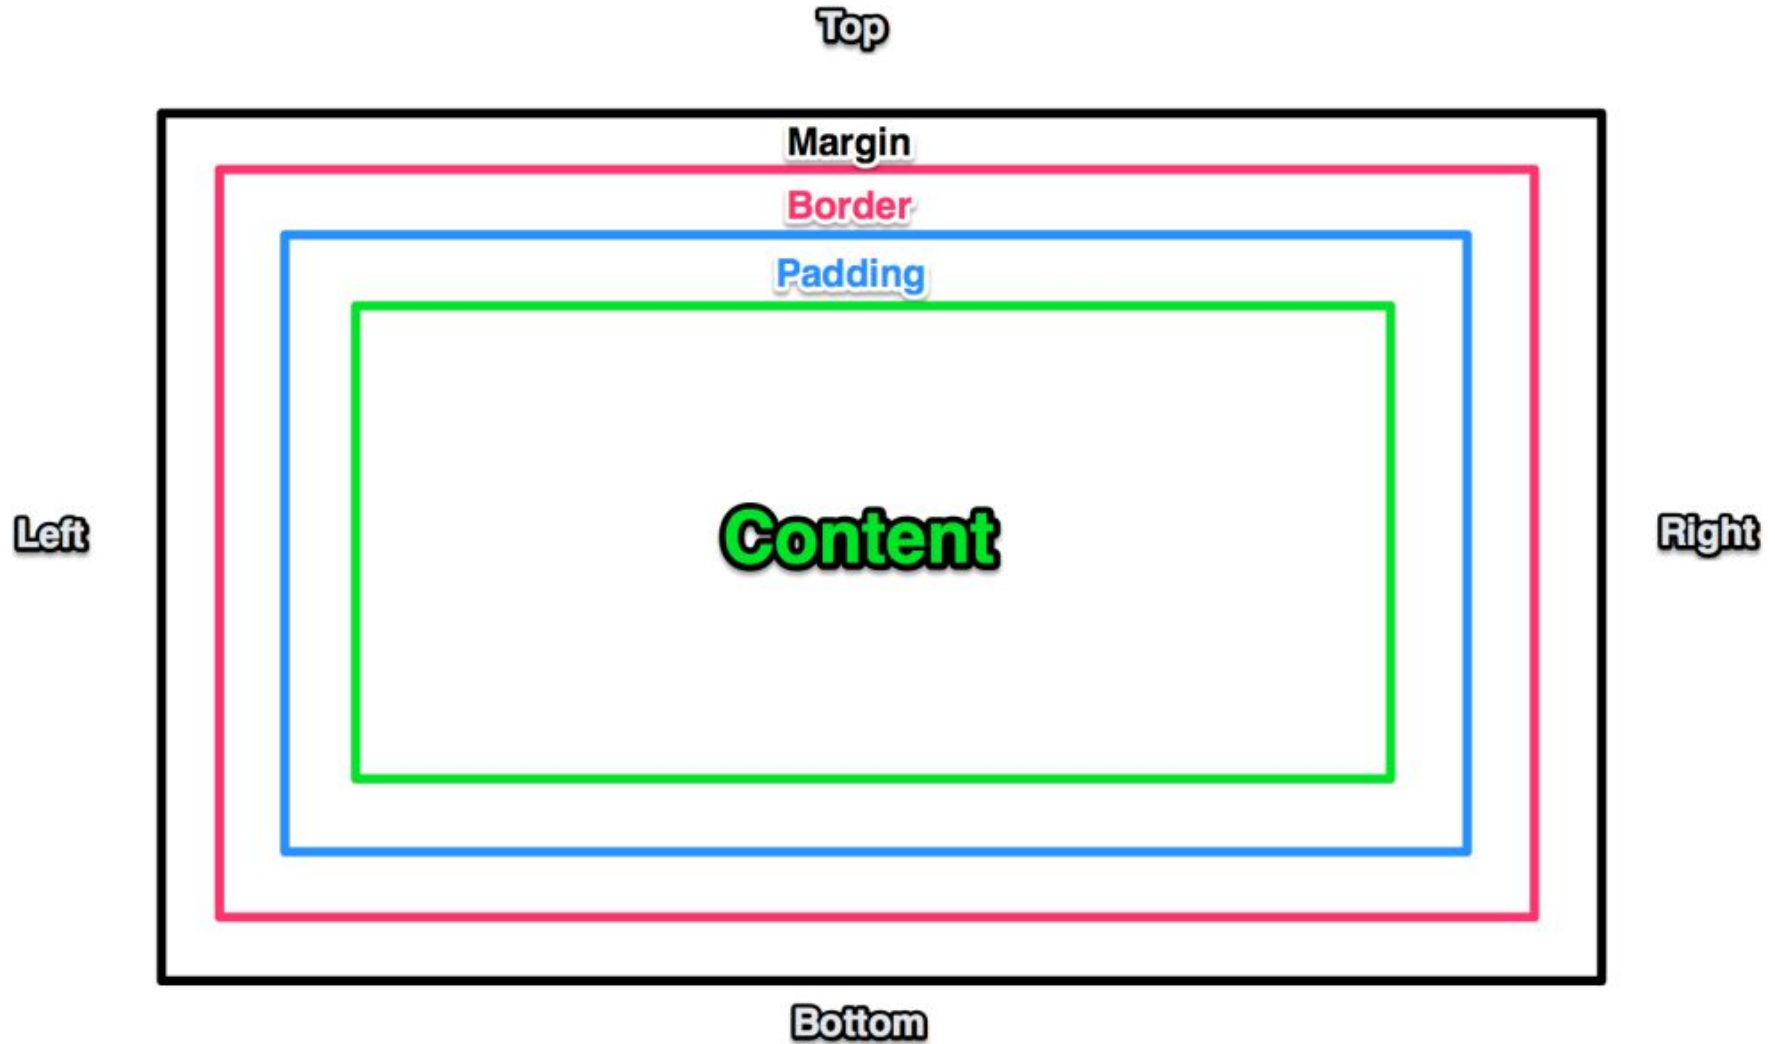 Top
Margin
Border
Padding
Left
Content
Right
Bottom